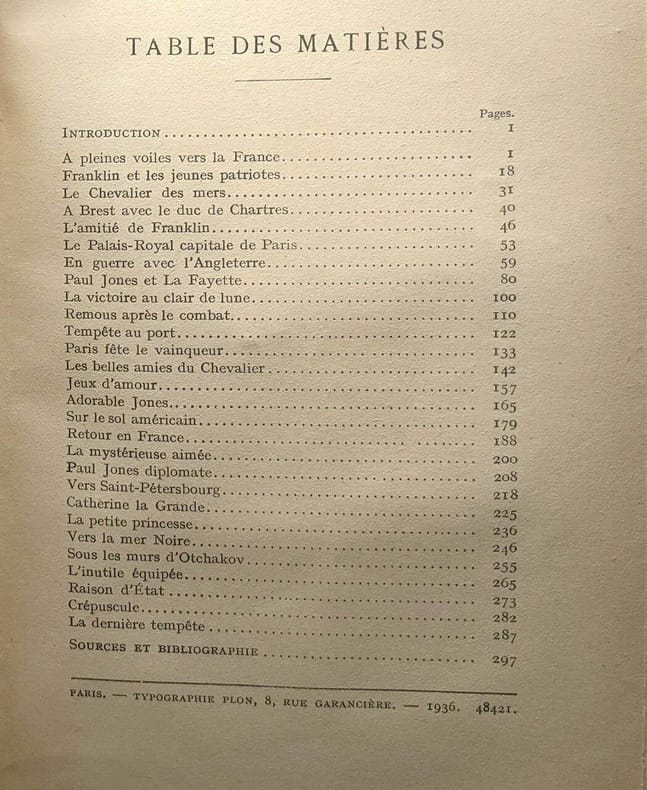 TABLE DES MATIÈRES
Pages.
INTRODUCTION ........................................ I
A pleines voiles vers la France......................... I
Franklin et les jeunes patriotes......................... 18
Le Chevalier des mers................................ 31
A Brest avec le duc de Chartres........................ 40
L'amitié de Franklin.................................. 46
Le Palais-Royal capitale de Paris....................... 53
En guerre avec l'Angleterre........................... 59
Paul Jones et La Fayette.............................. 80
La victoire au clair de lune............................ 100
Remous après le combat............................... 110
Tempête au port...................................... 122
Paris fête le vainqueur................................ 133
Les belles amies du Chevalier.......................... 142
Jeux d'amour........................................ 157
Adorable Jones....................................... 165
Sur le sol américain................................... 179
Retour en France..................................... 188
La mystérieuse aimée.................................. 200
Paul Jones diplomate.................................. 208
Vers Saint-Pétersbourg................................. 218
Catherine la Grande................................... 225
La petite princesse.................................... 236
Vers la mer Noire..................................... 246
Sous les murs d'Otchakov.............................. 255
L'inutile équipée...................................... 265
Raison d'État ........................................ 273
Crépuscule........................................... 282
La dernière tempête ................................... 287
SOURCES ET BIBLIOGRAPHIE ............................ 297
PARIS. — TYPOGRAPHIE PLON, 8, RUE GARANCIÈRE. — 1936. 48421.